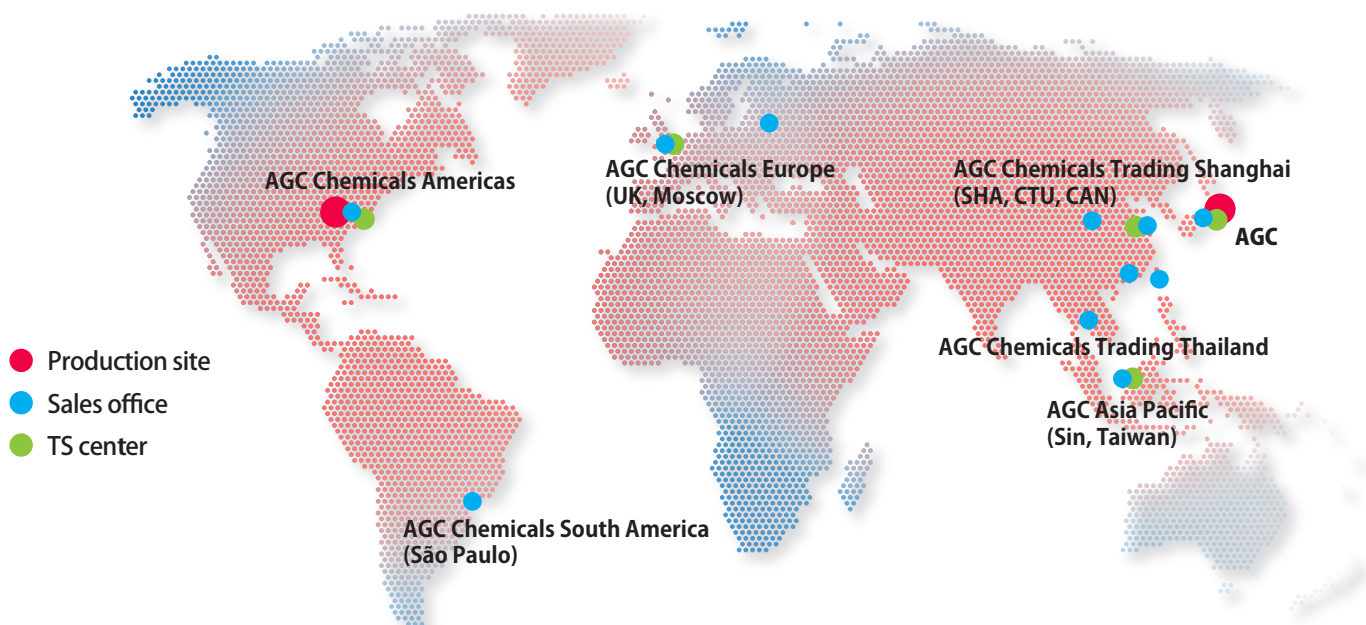 AGC Chemicals Americas
AGC Chemicals Europe
(UK, Moscow)
AGC Chemicals Trading Shanghai
(SHA, CTU, CAN)
AGC
AGC Chemicals Trading Thailand
AGC Asia Pacific
(Sin, Taiwan)
AGC Chemicals South America
(São Paulo)
Production site
Sales office
TS center